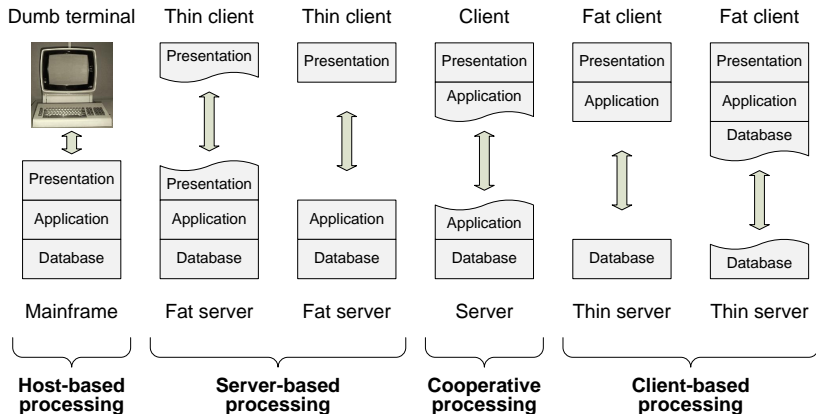 Dumb terminal
Thin client
Thin client
Client
Fat client
Fat client
Presentation
Presentation
Presentation
Application
Presentation
Application
Presentation
Application
Database
Presentation
Application
Database
Presentation
Application
Database
Application
Database
Application
Database
Database
Database
Mainframe
Fat server
Fat server
Server
Thin server
Thin server
Host-based
processing
Server-based
processing
Cooperative
processing
Client-based
processing